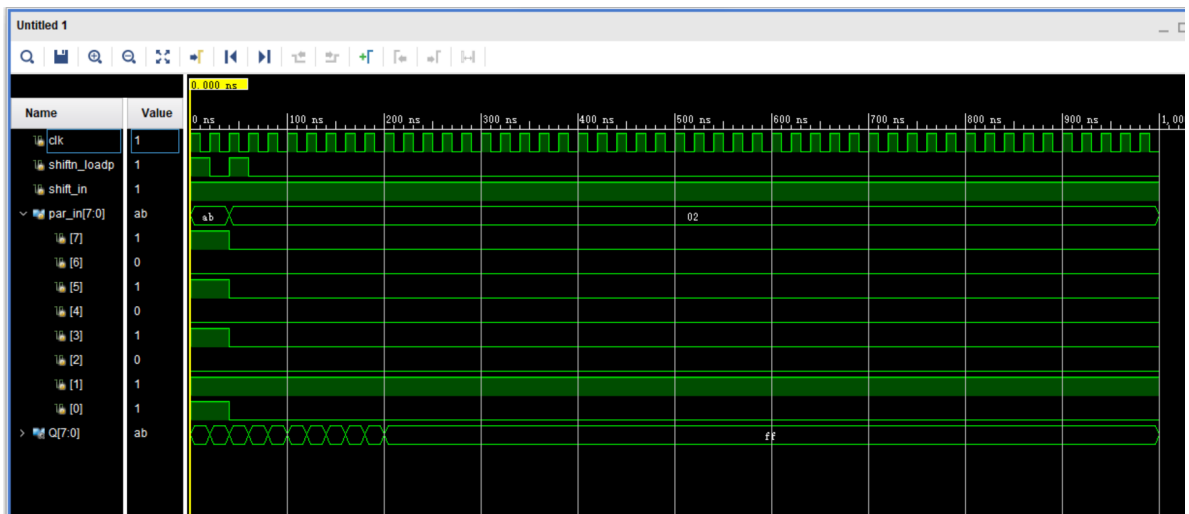 Untitled 1
0.000 ns
Name Value
0 ns 100 ns 200 ns 300 ns 400 ns 500 ns 600 ns 700 ns 800 ns 900 ns 1,00
clk 1
shiftn_loadp 1
shift_in 1
par_in[7:0] ab ab 02
[7] 1
[6] 0
[5] 1
[4] 0
[3] 1
[2] 0
[1] 1
[0] 1
Q[7:0] ab ff